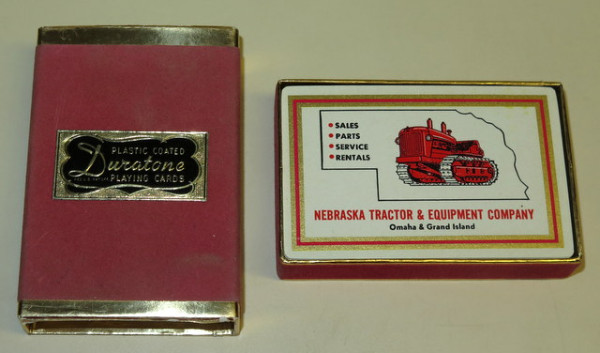 PLASTIC COATED
Duratone
PLAYING CARDS
• SALES
• PARTS
• SERVICE
• RENTALS
NEBRASKA TRACTOR & EQUIPMENT COMPANY
Omaha & Grand Island